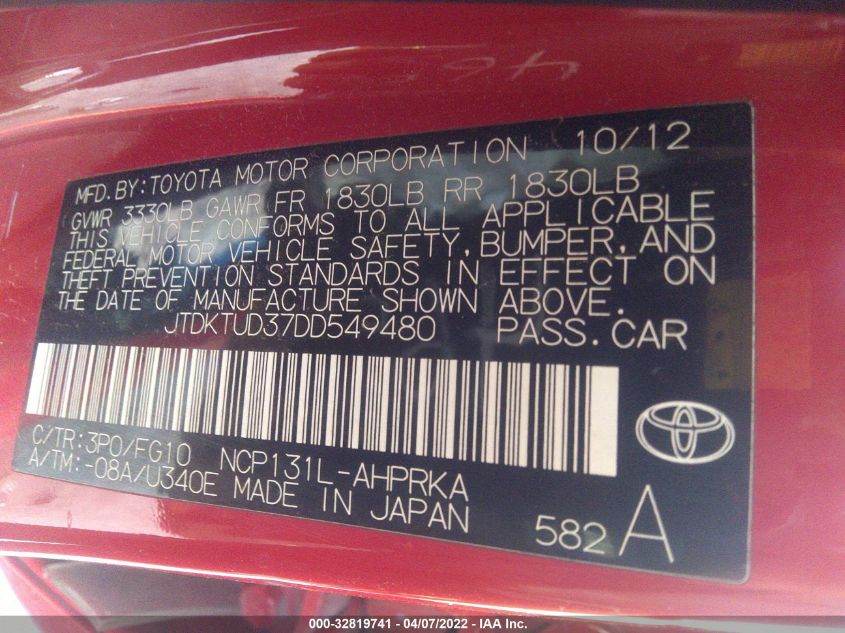 MFD.BY:TOYOTA MOTOR CORPORATION 10/12
GVWR 3330LB GAWR FR 1830LB RR 1830LB
THIS VEHICLE CONFORMS TO ALL APPLICABLE
FEDERAL MOTOR VEHICLE SAFETY, BUMPER, AND
THEFT PREVENTION STANDARDS IN EFFECT ON
THE DATE OF MANUFACTURE SHOWN ABOVE.
JTDKTUD37DD549480 PASS.CAR
C/TR:3P0/FG10 NCP131L-AHPRKA
A/TM:-08A/U340E MADE IN JAPAN
582 A
000-32819741 - 04/07/2022 - IAA Inc.